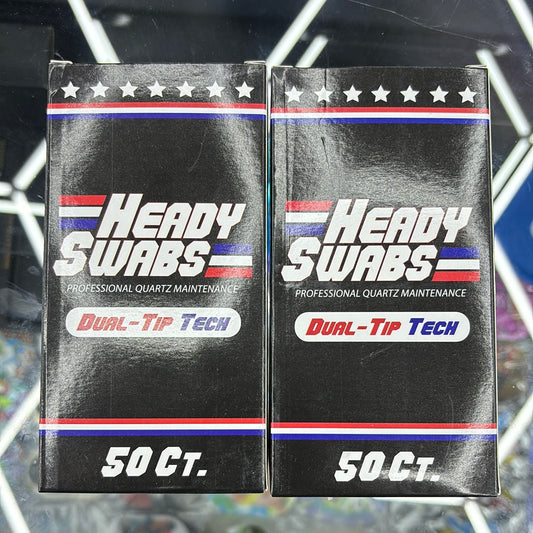 HEADY
SWABS
PROFESSIONAL QUARTZ MAINTENANCE
DUAL-TIP TECH
50 CT.
HEADY
SWABS
PROFESSIONAL QUARTZ MAINTENANCE
DUAL-TIP TECH
50 CT.